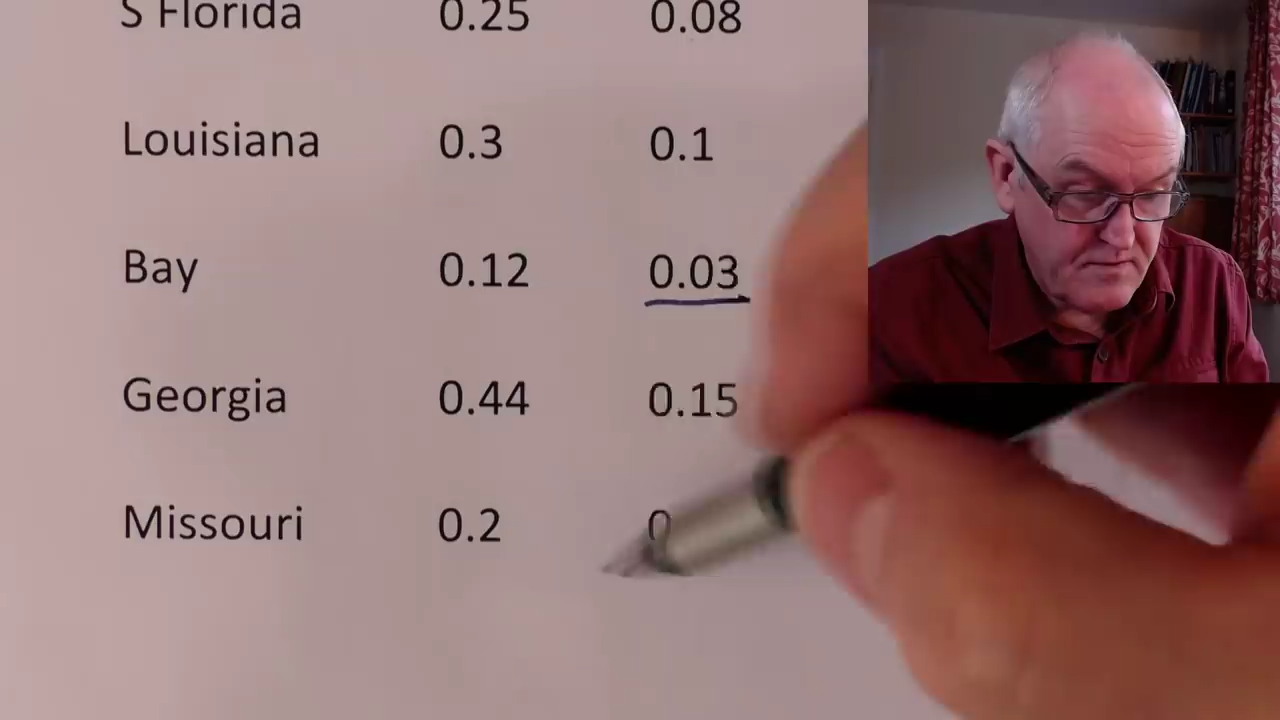 S Florida 0.25 0.08
Louisiana 0.3 0.1
Bay 0.12 0.03
Georgia 0.44 0.15
Missouri 0.2